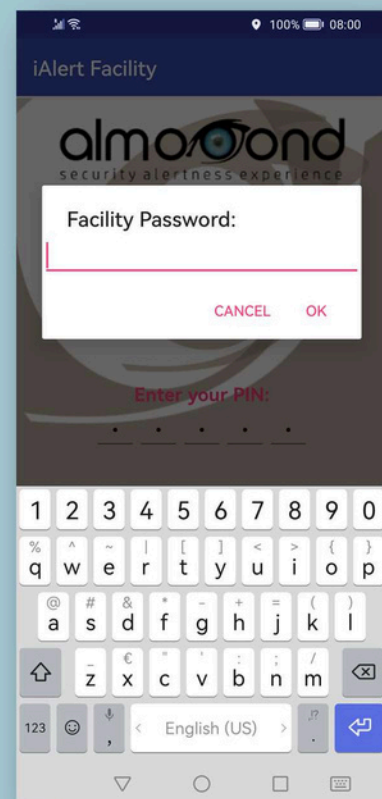 100% 08:00
iAlert Facility
almoond
security alertness experience
Facility Password:
CANCEL OK
Enter your PIN:
1 2 3 4 5 6 7 8 9 0
% ^ ~ | [ ] < > { }
q w e r t y u i o p
@ # & * - + = ( )
a s d f g h j k l
_ € " ' : ; /
z x c v b n m
123 , < English (US) > !? .